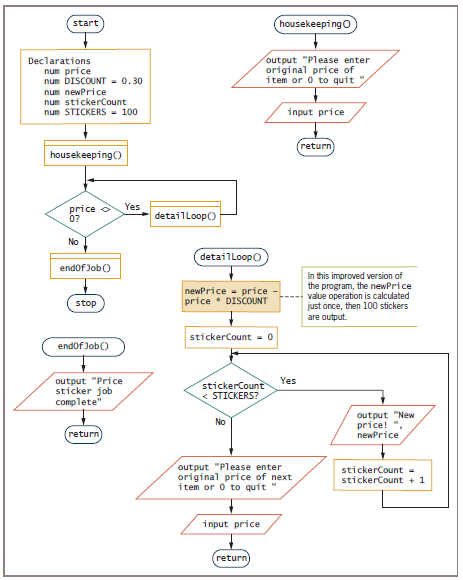 start
Declarations
num price
num DISCOUNT = 0.30
num newPrice
num stickerCount
num STICKERS = 100
housekeeping()
price <>
0?
Yes
detailLoop()
No
endOfJob()
stop
endOfJob()
output "Price
sticker job
complete"
return
housekeeping()
output "Please enter
original price of
item or 0 to quit "
input price
return
detailLoop()
newPrice = price –
price * DISCOUNT
In this improved version of
the program, the newPrice
value operation is calculated
just once, then 100 stickers
are output.
stickerCount = 0
stickerCount
< STICKERS?
Yes
output "New
price! ",
newPrice
stickerCount =
stickerCount + 1
No
output "Please enter
original price of next
item or 0 to quit "
input price
return